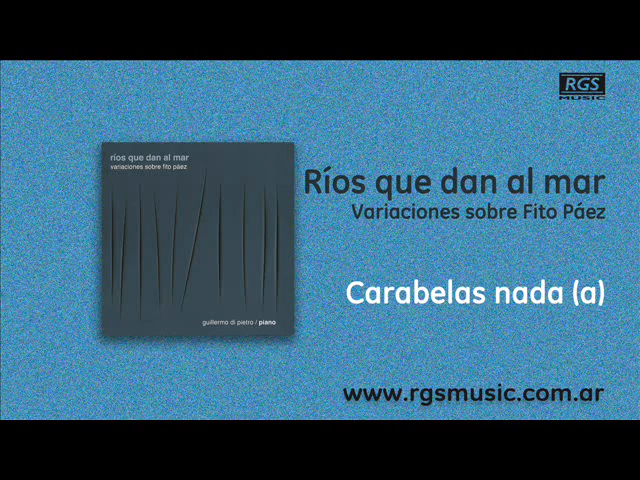 RGS
MUSIC
ríos que dan al mar
variaciones sobre fito páez
guillermo di pietro / piano
Ríos que dan al mar
Variaciones sobre Fito Páez
Carabelas nada (a)
www.rgsmusic.com.ar